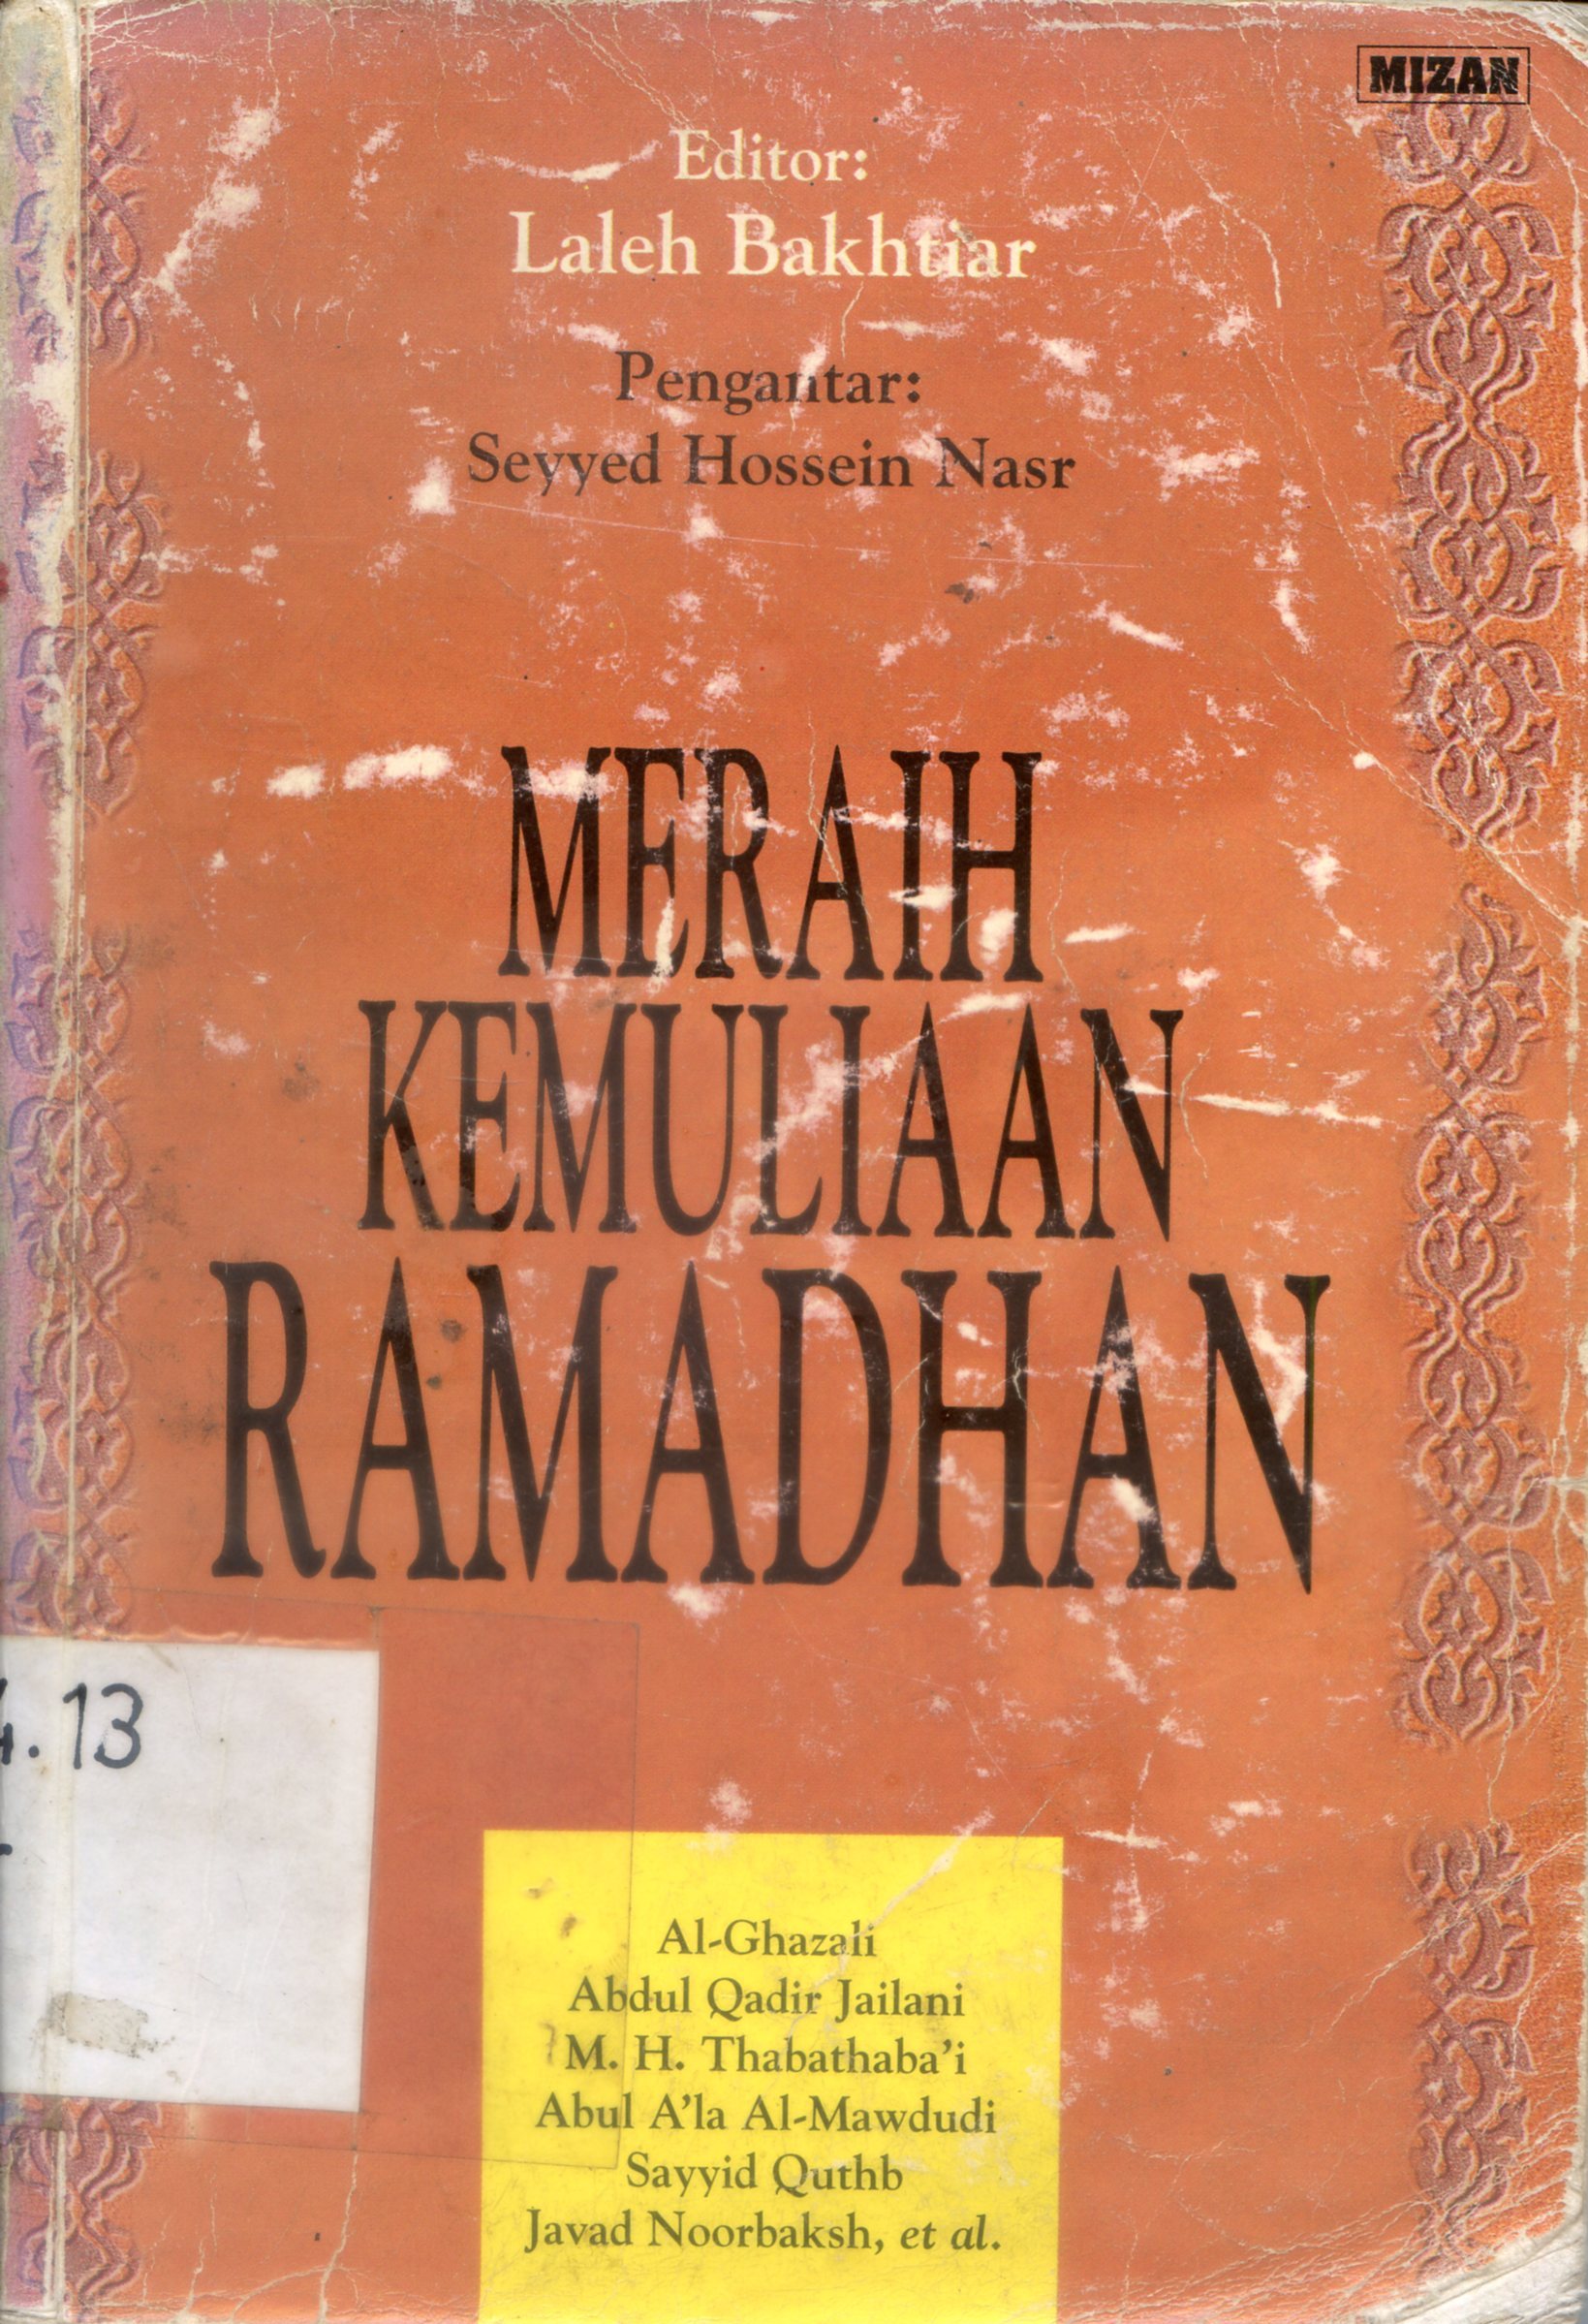 MIZAN
Editor:
Laleh Bakhtiar
Pengantar:
Seyyed Hossein Nasr
MERAIH
KEMULIAAN
RAMADHAN
.13
Al-Ghazali
Abdul Qadir Jailani
M. H. Thabathaba'i
Abul A'la Al-Mawdudi
Sayyid Quthb
Javad Noorbaksh, et al.